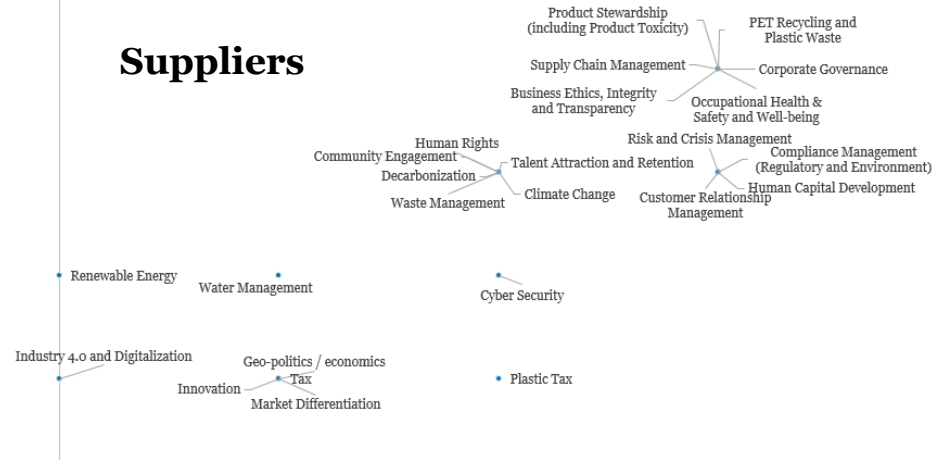 Suppliers
Product Stewardship
(including Product Toxicity)
PET Recycling and
Plastic Waste
Supply Chain Management
Corporate Governance
Business Ethics, Integrity
and Transparency
Occupational Health &
Safety and Well-being
Human Rights
Community Engagement
Talent Attraction and Retention
Decarbonization
Climate Change
Waste Management
Risk and Crisis Management
Compliance Management
(Regulatory and Environment)
Human Capital Development
Customer Relationship
Management
Renewable Energy
Water Management
Cyber Security
Industry 4.0 and Digitalization
Geo-politics / economics
Tax
Innovation
Market Differentiation
Plastic Tax